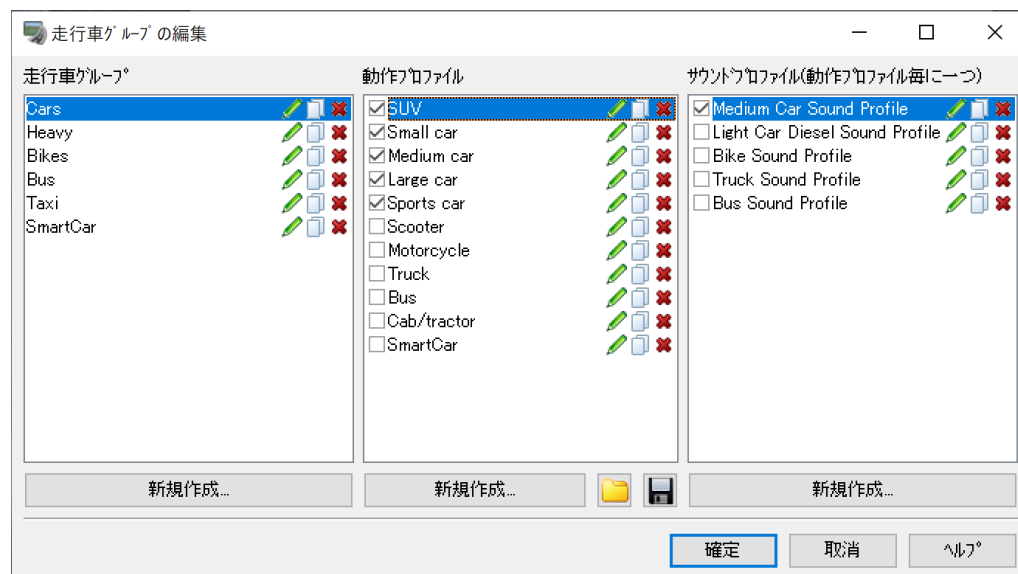 走行車ｸﾞﾙｰﾌﾟの編集
走行車ｸﾞﾙｰﾌﾟ
Cars
Heavy
Bikes
Bus
Taxi
SmartCar
新規作成...
動作ﾌﾟﾛﾌｧｲﾙ
SUV
Small car
Medium car
Large car
Sports car
Scooter
Motorcycle
Truck
Bus
Cab/tractor
SmartCar
新規作成...
ｻｳﾝﾄﾞﾌﾟﾛﾌｧｲﾙ(動作ﾌﾟﾛﾌｧｲﾙ毎に一つ)
Medium Car Sound Profile
Light Car Diesel Sound Profile
Bike Sound Profile
Truck Sound Profile
Bus Sound Profile
新規作成...
確定
取消
ﾍﾙﾌﾟ